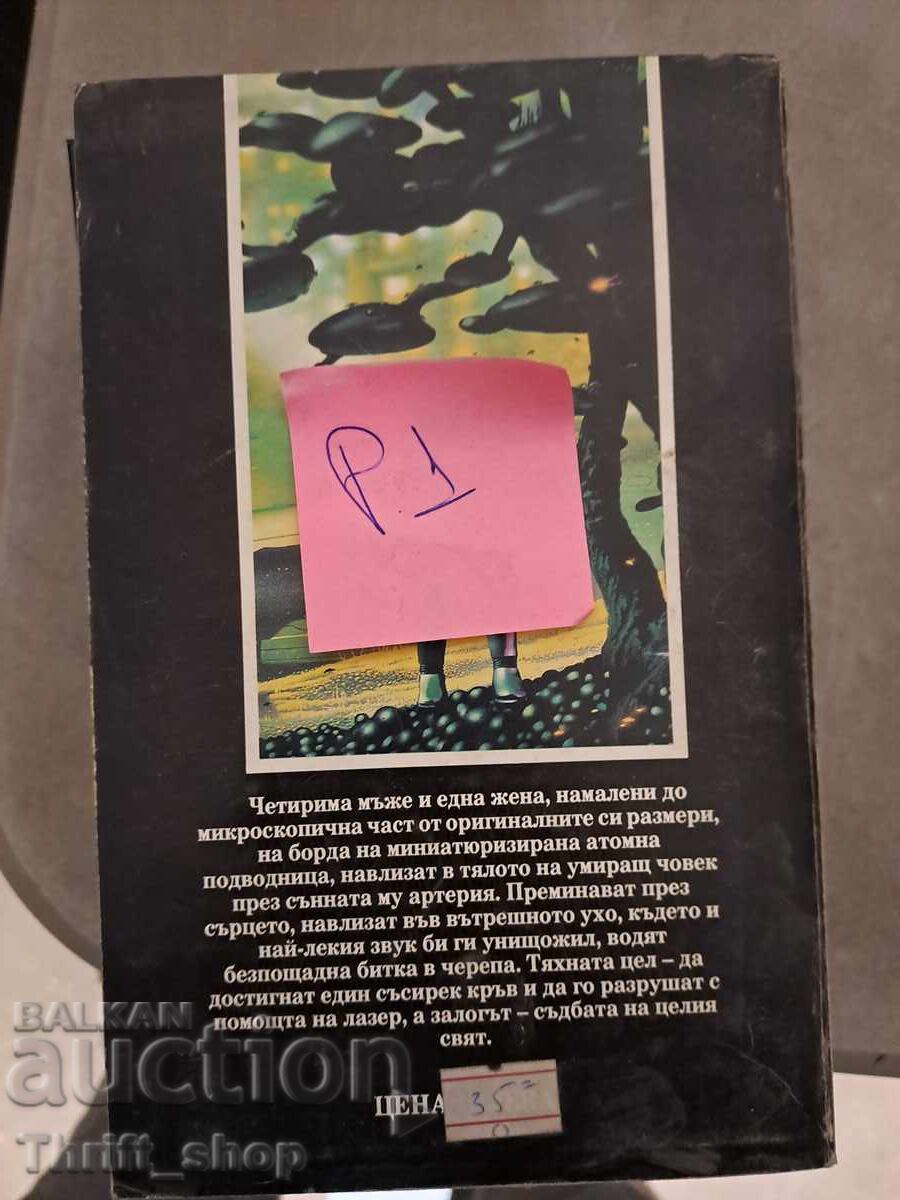 P.1
Четирима мъже и една жена, намалени до
микроскопична част от оригиналните си размери,
на борда на миниатюризирана атомна
подводница, навлизат в тялото на умиращ човек
през сънната му артерия. Преминават през
сърцето, навлизат във вътрешното ухо, където и
най-лекия звук би ги унищожил, водят
безпощадна битка в черепа. Тяхната цел – да
достигнат един съсирек кръв и да го разрушат с
помощта на лазер, а залогът – съдбата на целия
свят.
ЦЕНА 35
BALKAN
auction
Thrift_shop